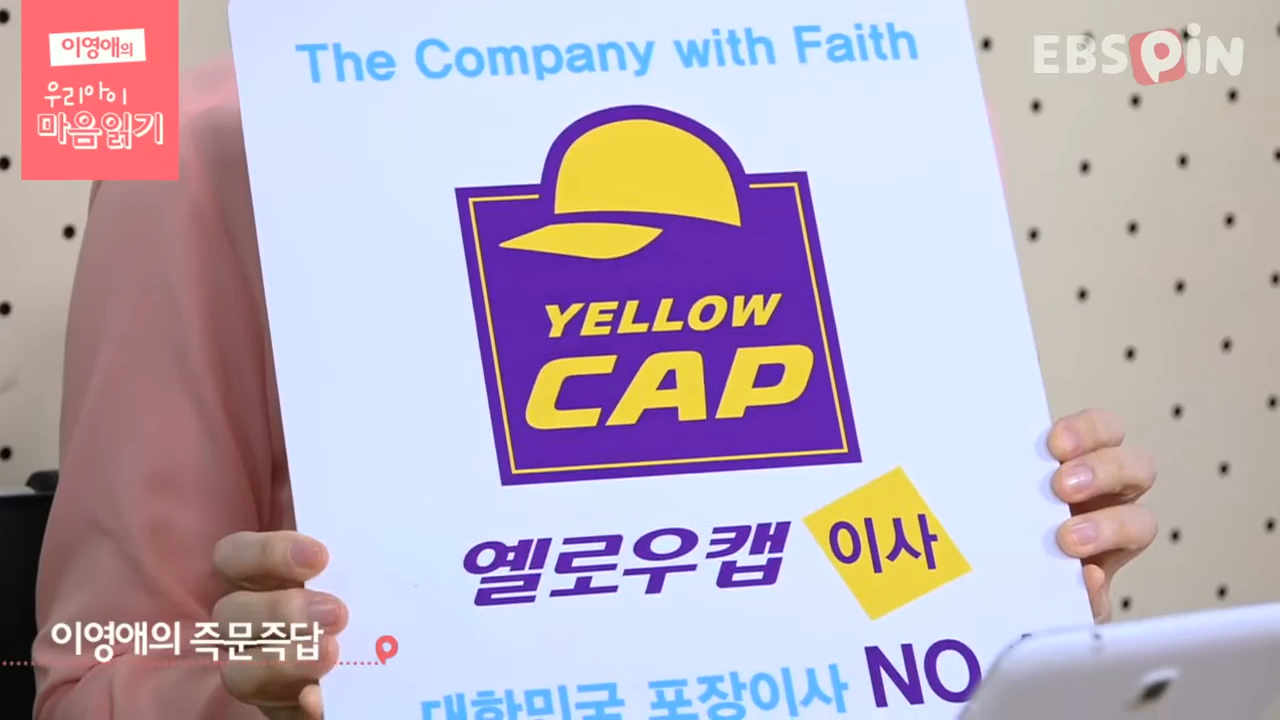 이영애의
우리아이
마음읽기
EBS PiN
The Company with Faith
YELLOW
CAP
옐로우캡 이사
이영애의 즉문즉답
대한민국 포장이사 NO